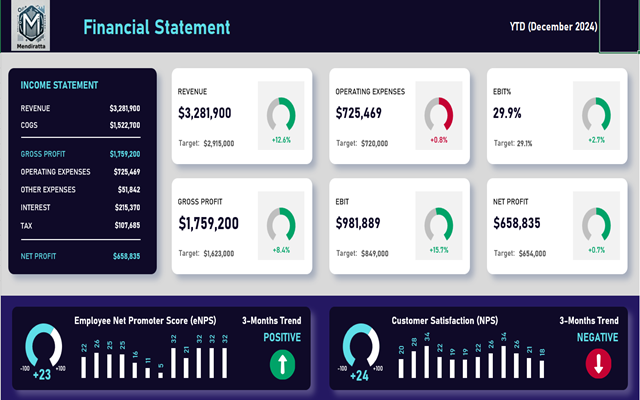 Mendiratta
Financial Statement
YTD (December 2024)
INCOME STATEMENT
REVENUE $3,281,900
COGS $1,522,700
GROSS PROFIT $1,759,200
OPERATING EXPENSES $725,469
OTHER EXPENSES $51,842
INTEREST $215,370
TAX $107,685
NET PROFIT $658,835
REVENUE
$3,281,900
Target: $2,915,000
+12.6%
OPERATING EXPENSES
$725,469
Target: $720,000
+0.8%
EBIT%
29.9%
Target: 29.1%
+2.7%
GROSS PROFIT
$1,759,200
Target: $1,623,000
+8.4%
EBIT
$981,889
Target: $849,000
+15.7%
NET PROFIT
$658,835
Target: $654,000
+0.7%
Employee Net Promoter Score (eNPS)
3-Months Trend
POSITIVE
-100 +100
+23
22 26 25 25 16 11 5 32 21 32 32 32
Customer Satisfaction (NPS)
3-Months Trend
NEGATIVE
-100 +100
+24
20 28 34 22 19 19 22 26 34 26 21 18